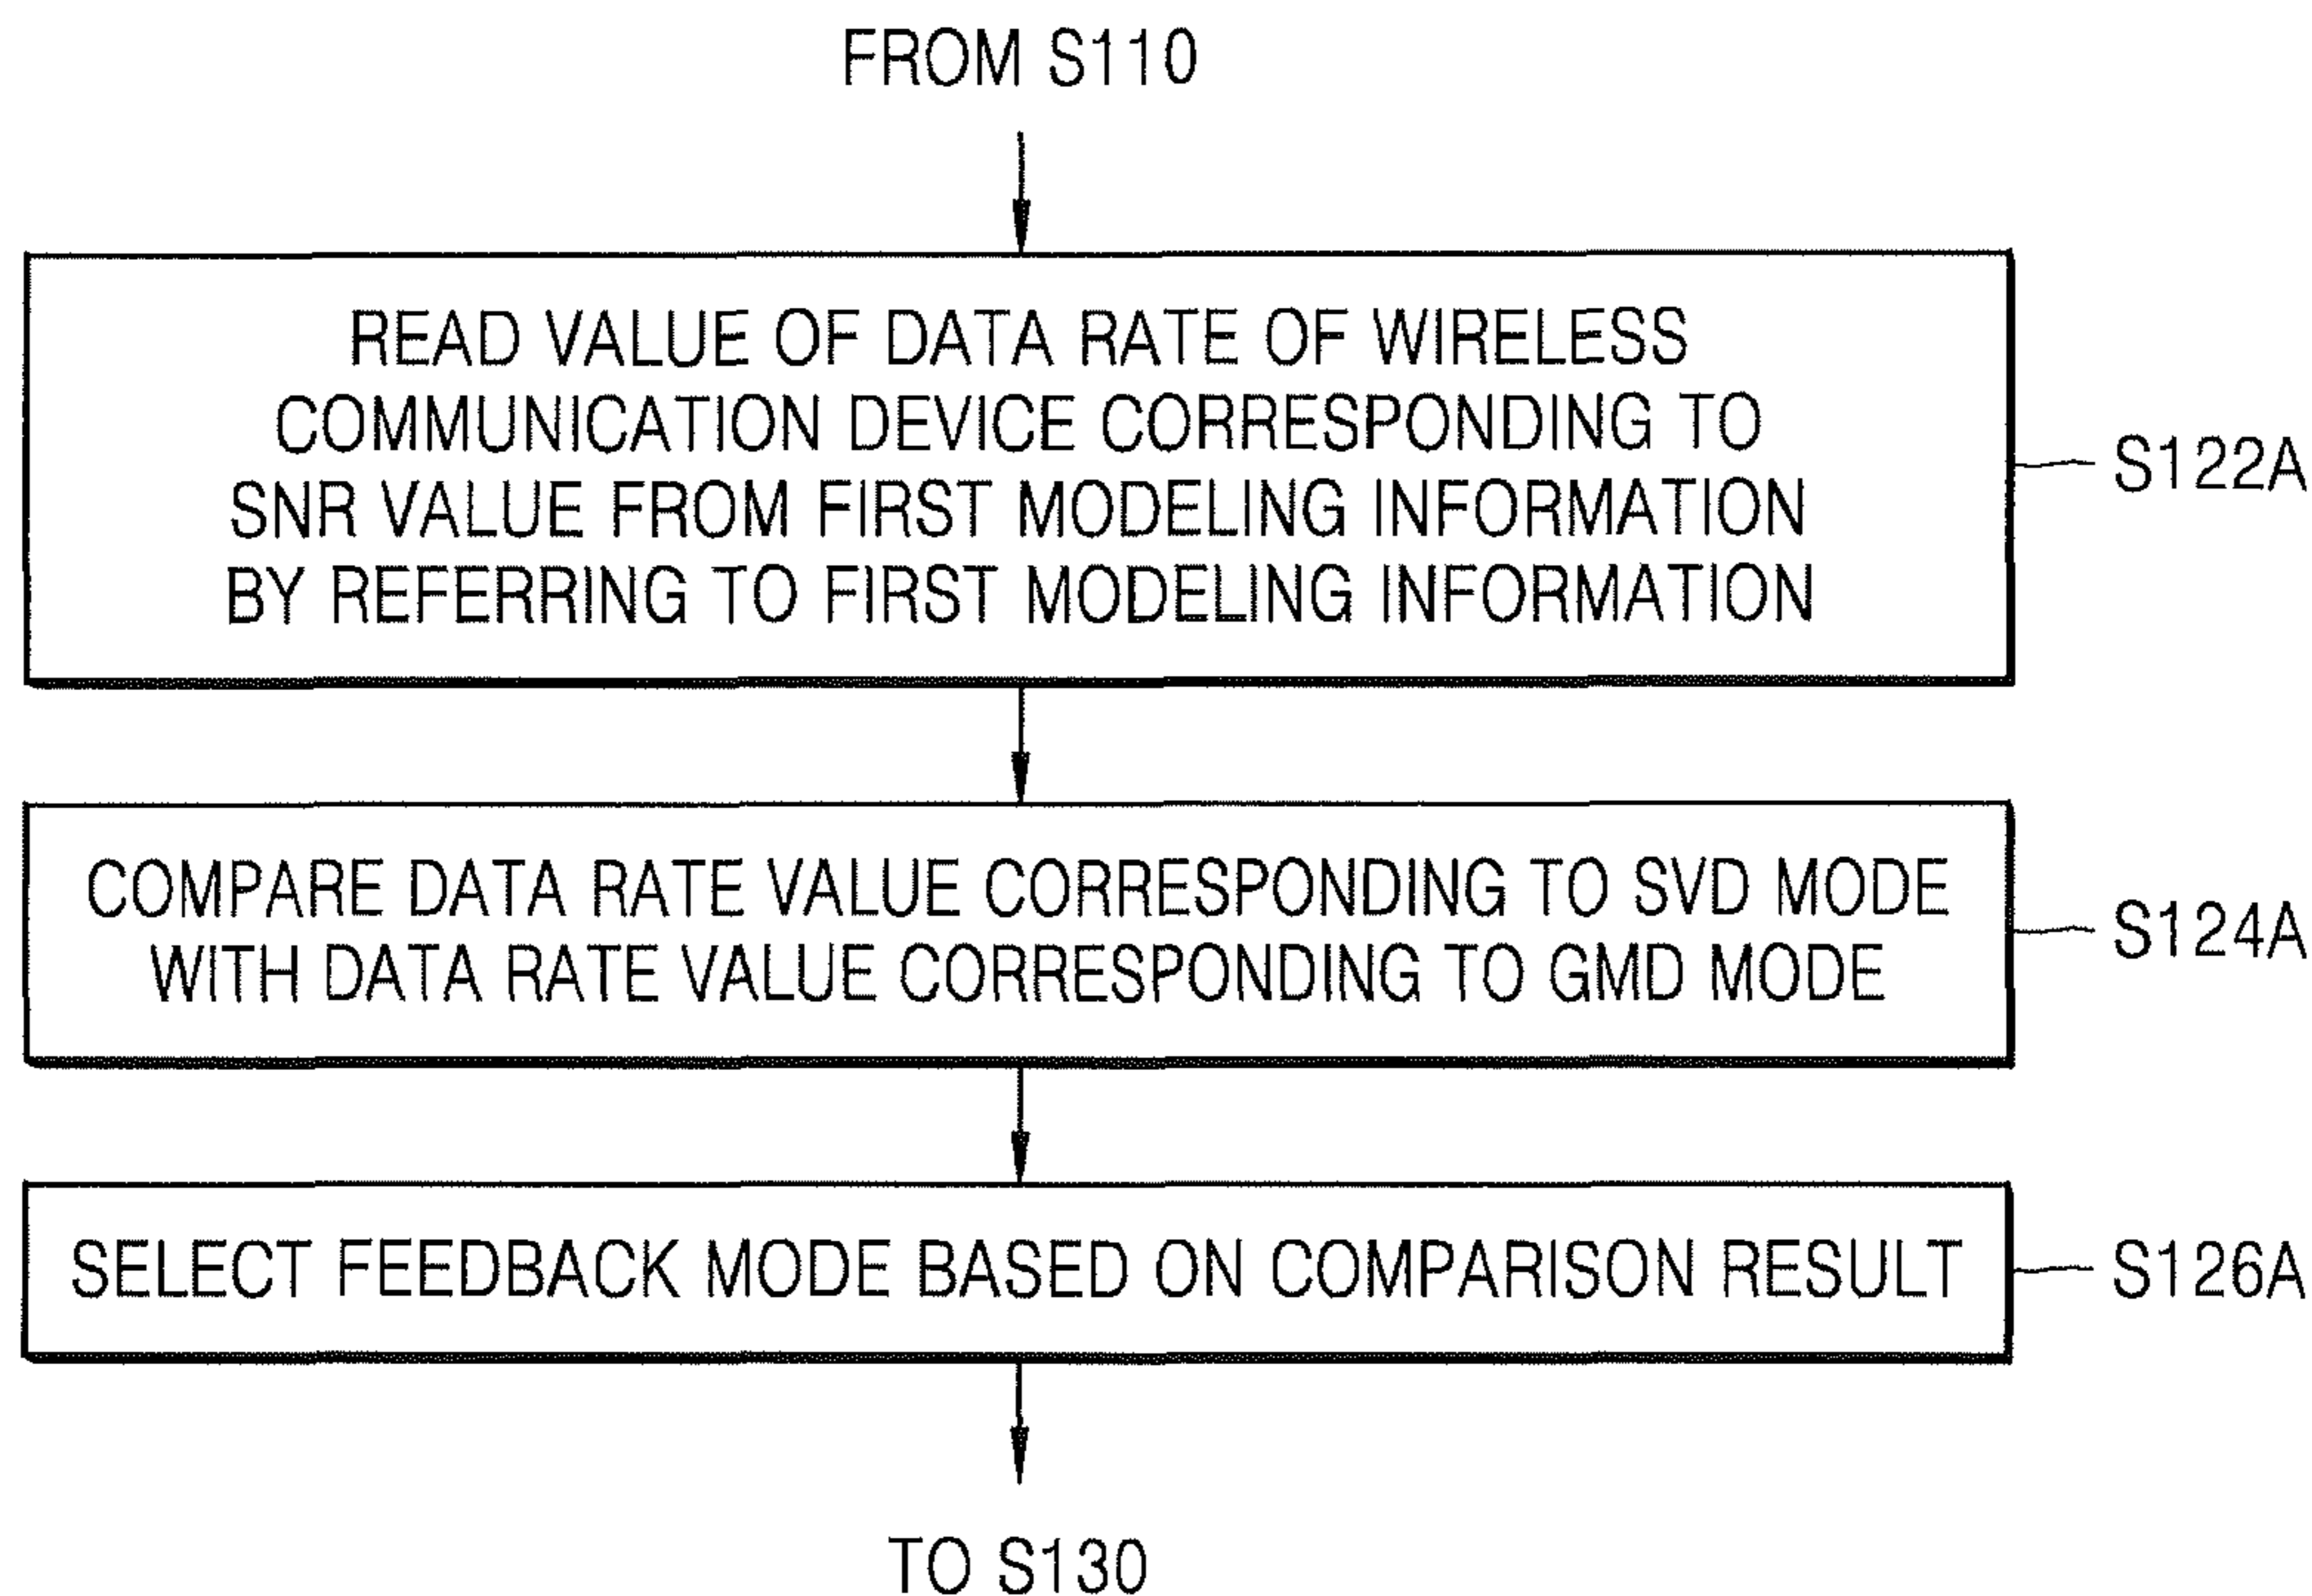 FROM S110
READ VALUE OF DATA RATE OF WIRELESS
COMMUNICATION DEVICE CORRESPONDING TO
SNR VALUE FROM FIRST MODELING INFORMATION
BY REFERRING TO FIRST MODELING INFORMATION
S122A
COMPARE DATA RATE VALUE CORRESPONDING TO SVD MODE
WITH DATA RATE VALUE CORRESPONDING TO GMD MODE
S124A
SELECT FEEDBACK MODE BASED ON COMPARISON RESULT
S126A
TO S130